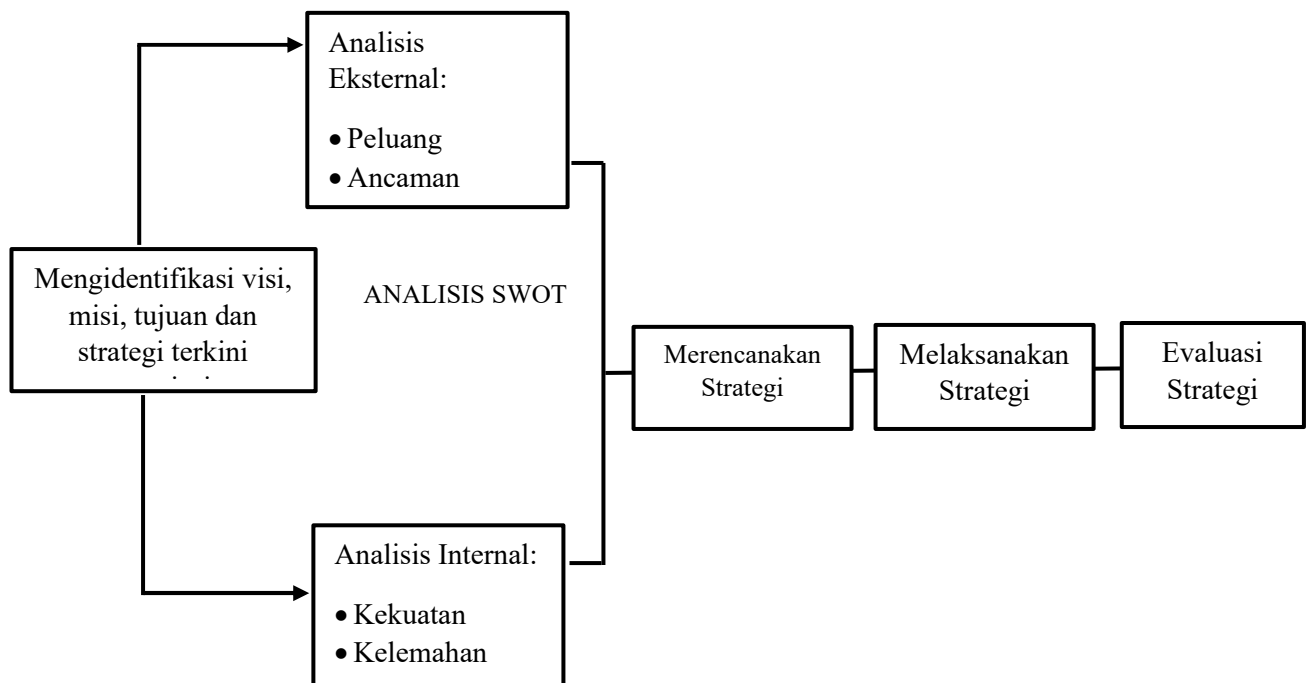 Analisis
Eksternal:
• Peluang
• Ancaman
Mengidentifikasi visi,
misi, tujuan dan
strategi terkini
ANALISIS SWOT
Merencanakan
Strategi
Melaksanakan
Strategi
Evaluasi
Strategi
Analisis Internal:
• Kekuatan
• Kelemahan